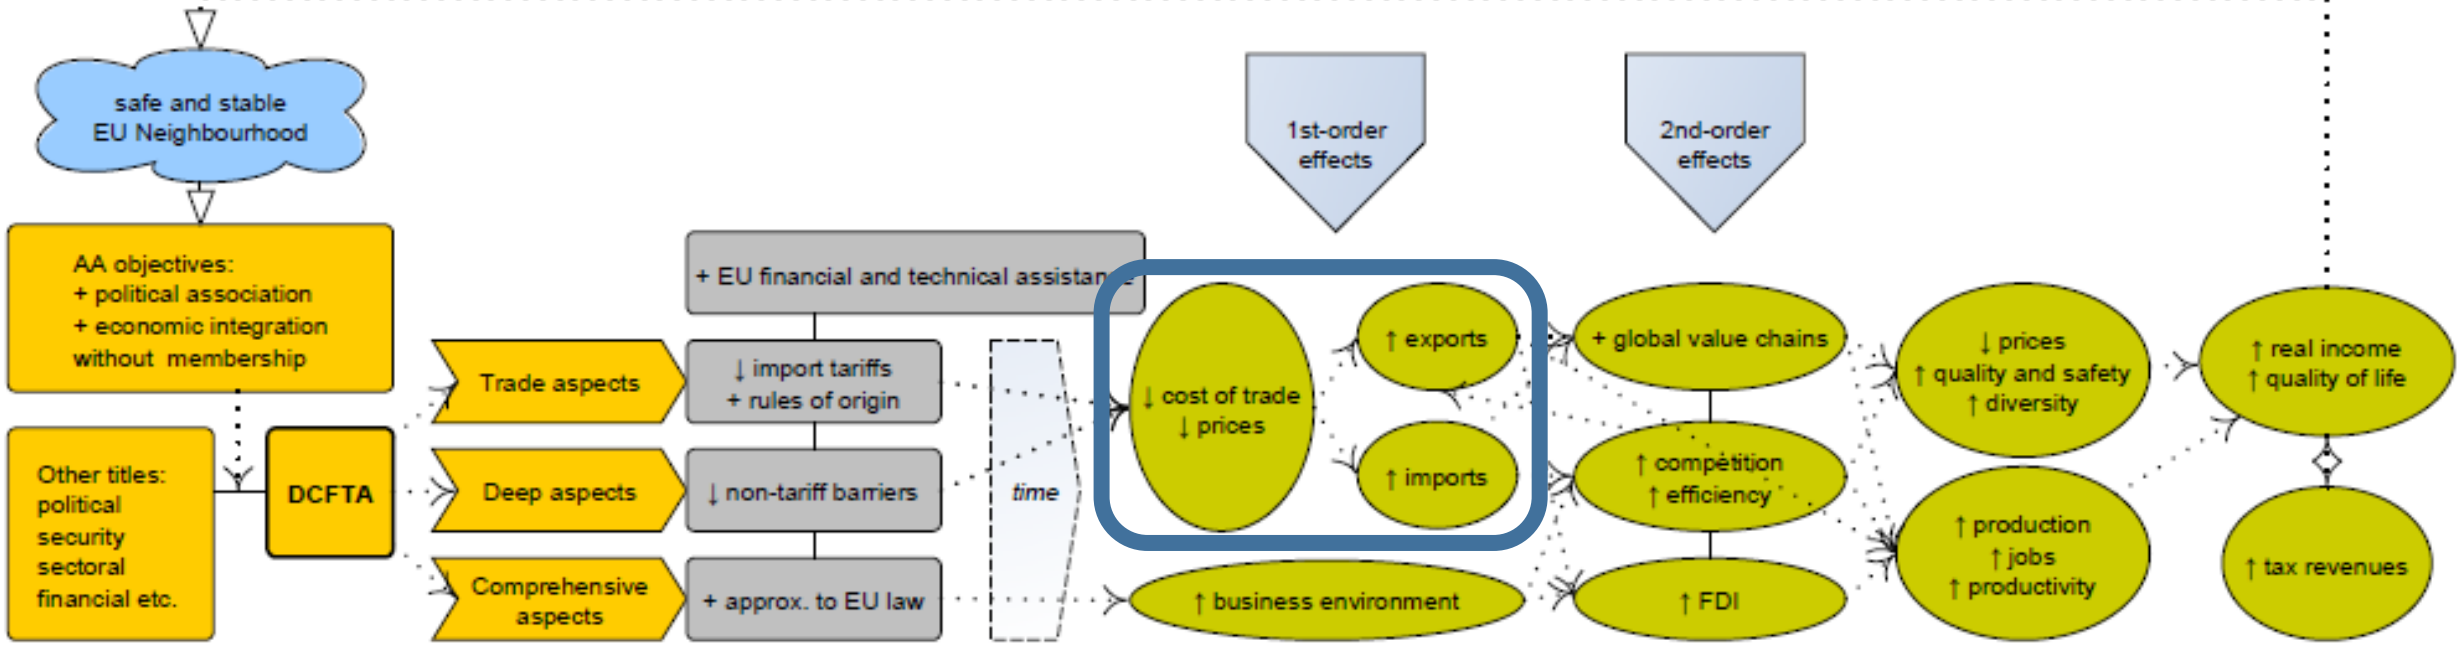 safe and stable
EU Neighbourhood
1st-order
effects
2nd-order
effects
AA objectives:
+ political association
+ economic integration
without membership
Other titles:
political
security
sectoral
financial etc.
DCFTA
Trade aspects
Deep aspects
Comprehensive
aspects
+ EU financial and technical assistance
↓ import tariffs
+ rules of origin
↓ non-tariff barriers
+ approx. to EU law
time
↓ cost of trade
↓ prices
↑ exports
↑ imports
↑ business environment
+ global value chains
↑ competition
↑ efficiency
↑ FDI
↓ prices
↑ quality and safety
↑ diversity
↑ production
↑ jobs
↑ productivity
↑ real income
↑ quality of life
↑ tax revenues